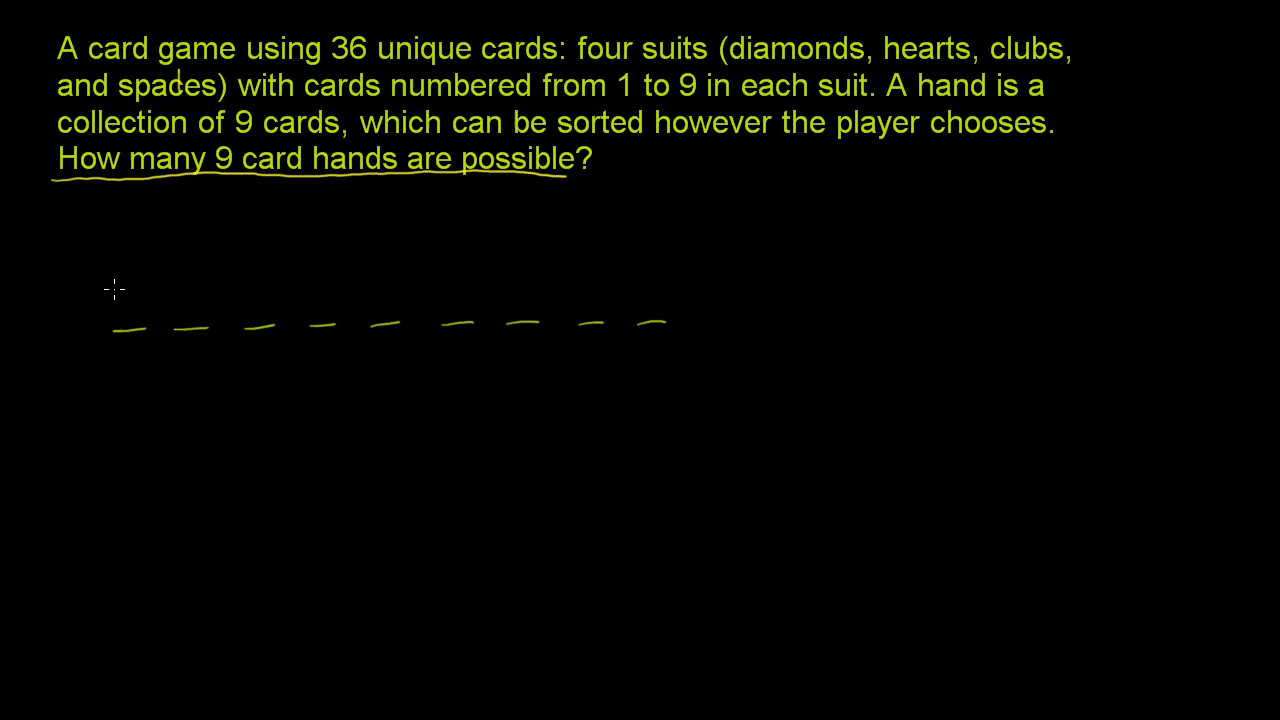 A card game using 36 unique cards: four suits (diamonds, hearts, clubs,
and spades) with cards numbered from 1 to 9 in each suit. A hand is a
collection of 9 cards, which can be sorted however the player chooses.
How many 9 card hands are possible?